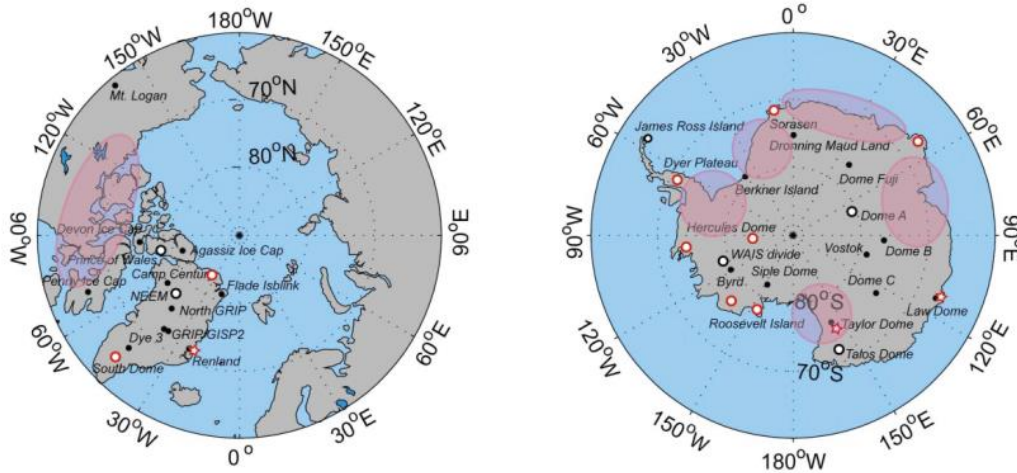 180°W
150°W
150°E
120°W
70°N
80°N
Mt. Logan
90°W
90°E
Devon Ice Cap
Agassiz Ice Cap
Prince of Wales
Camp Century
Penny Ice Cap
NEEM
Flade Isblink
North GRIP
GRIP/GISP2
Dye 3
Renland
South Dome
60°W
60°E
30°W
30°E
0°
0°
30°W
30°E
60°W
60°E
James Ross Island
Sorasen
Dronning Maud Land
Dyer Plateau
Dome Fuji
Berkner Island
Dome A
Hercules Dome
90°W
90°E
Vostok
Dome B
WAIS divide
Byrd
Siple Dome
Dome C
80°S
Law Dome
Roosevelt Island
Taylor Dome
Talos Dome
70°S
120°W
120°E
150°W
150°E
180°W